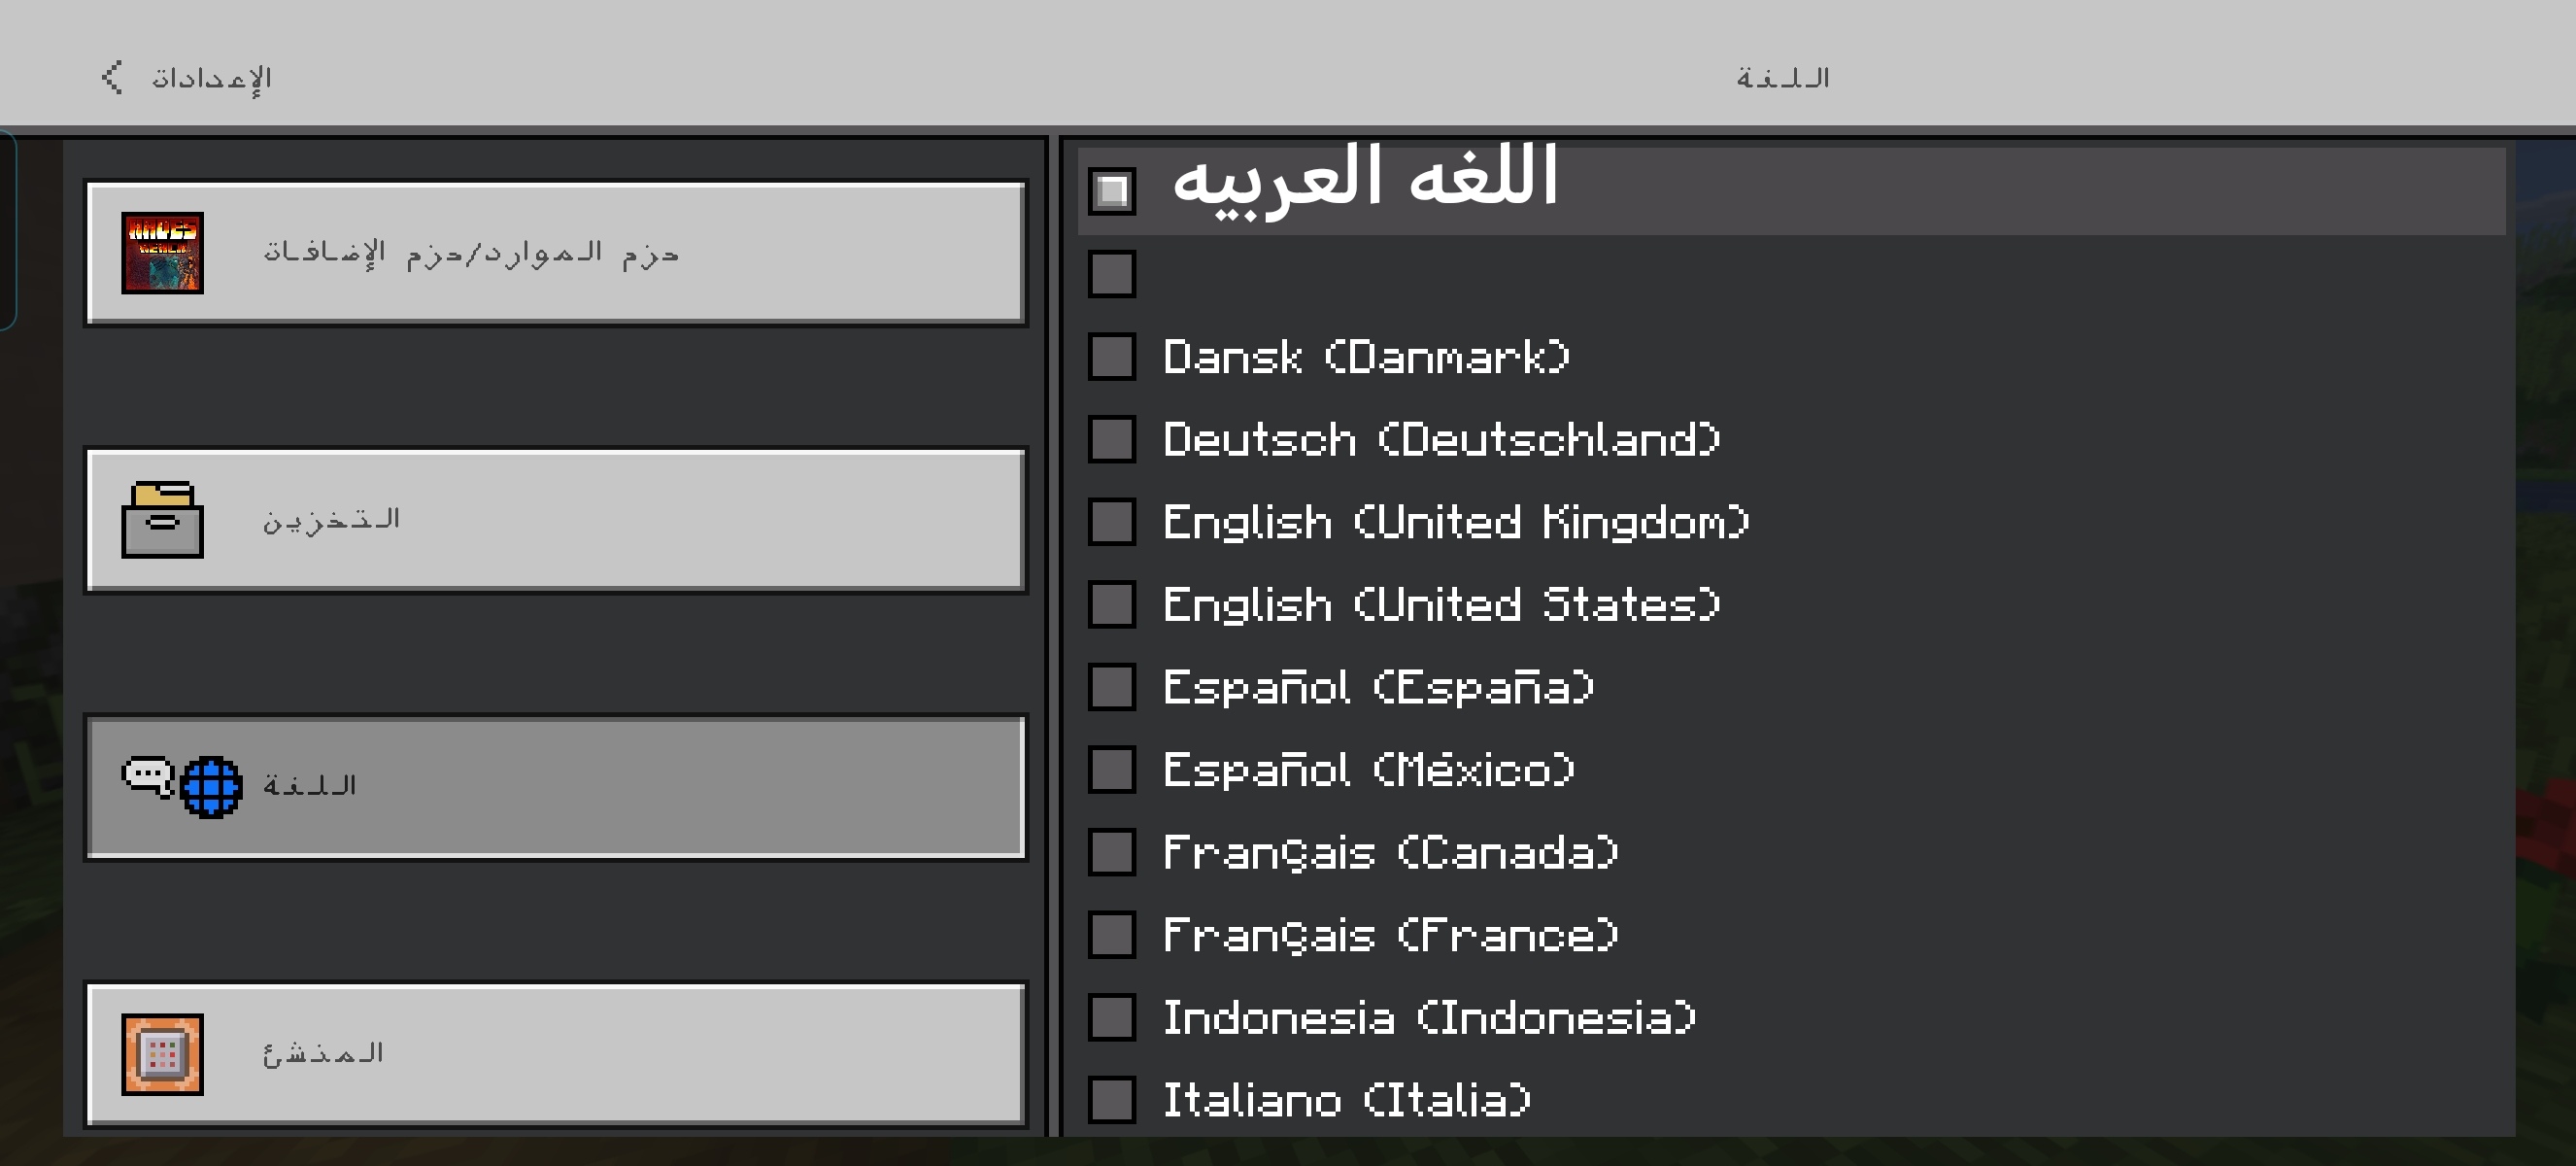 الإعدادات
اللغة
حزم الموارد/حزم الإضافات
التخزين
اللغة
المنشئ
اللغه العربيه
Dansk (Danmark)
Deutsch (Deutschland)
English (United Kingdom)
English (United States)
Español (España)
Español (México)
Français (Canada)
Français (France)
Indonesia (Indonesia)
Italiano (Italia)